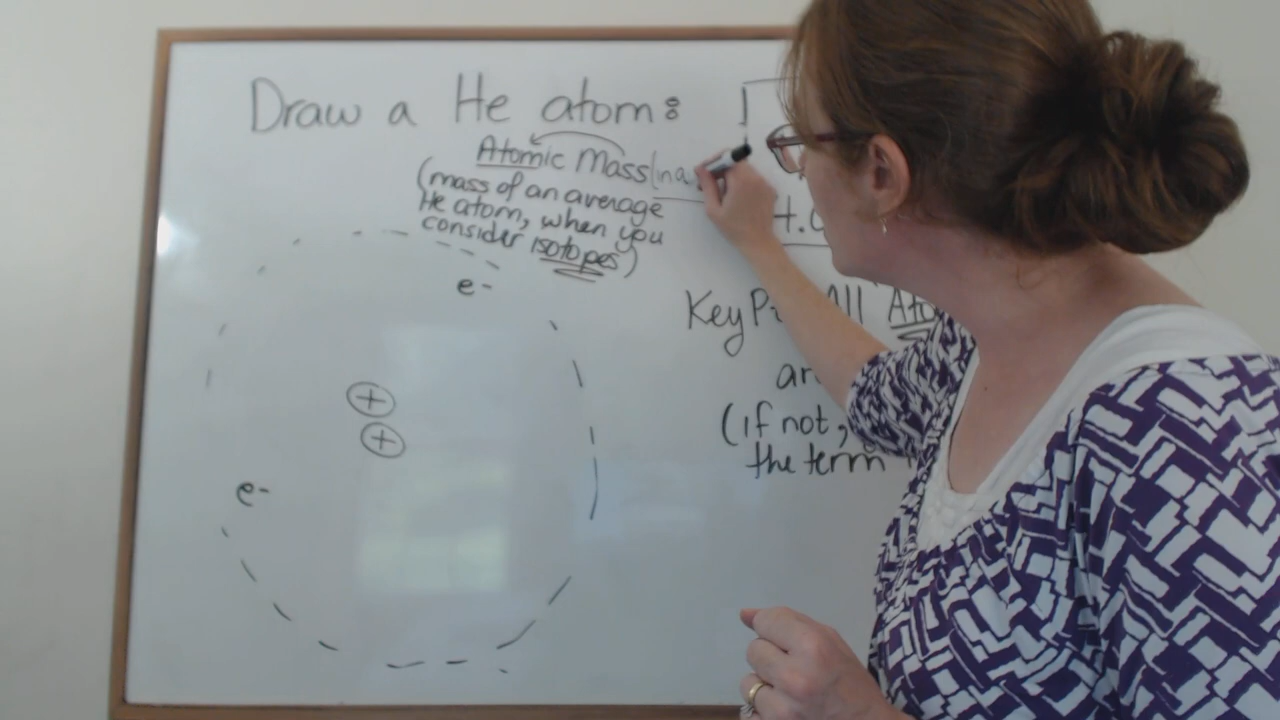 Draw a He atom:
Atomic Mass (in a
(mass of an average
He atom, when you
consider isotopes)
e-
Key All
(if not,
the term
+
+
e-